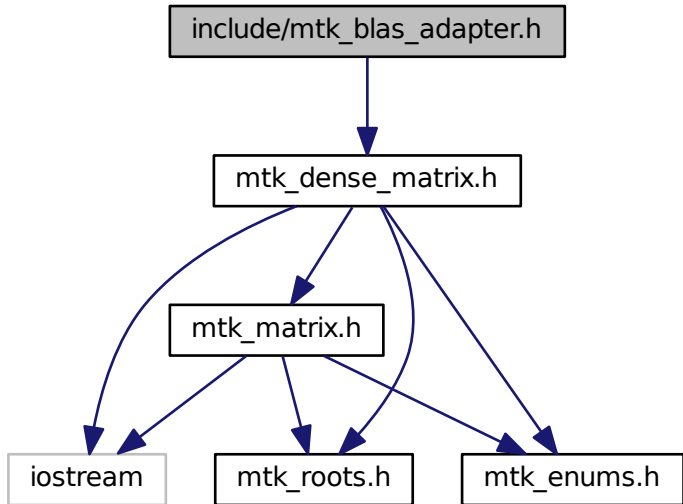 include/mtk_blas_adapter.h
mtk_dense_matrix.h
mtk_matrix.h
iostream
mtk_roots.h
mtk_enums.h